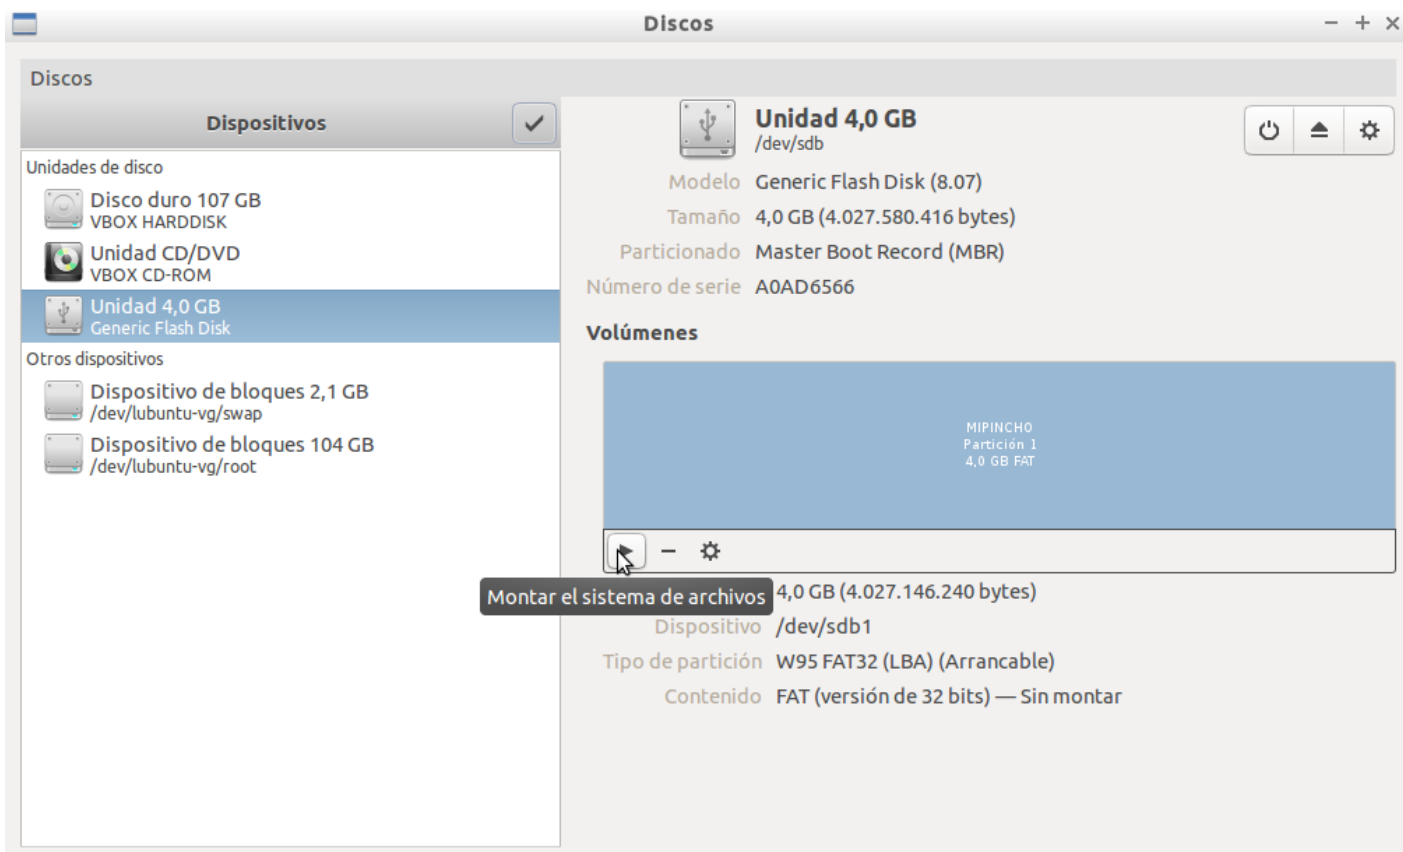 Discos
Discos
Dispositivos
Unidades de disco
Disco duro 107 GB
VBOX HARDDISK
Unidad CD/DVD
VBOX CD-ROM
Unidad 4,0 GB
Generic Flash Disk
Otros dispositivos
Dispositivo de bloques 2,1 GB
/dev/lubuntu-vg/swap
Dispositivo de bloques 104 GB
/dev/lubuntu-vg/root
Unidad 4,0 GB
/dev/sdb
Modelo Generic Flash Disk (8.07)
Tamaño 4,0 GB (4.027.580.416 bytes)
Particionado Master Boot Record (MBR)
Número de serie A0AD6566
Volúmenes
MIPINCHO
Partición 1
4,0 GB FAT
Montar el sistema de archivos
4,0 GB (4.027.146.240 bytes)
Dispositivo /dev/sdb1
Tipo de partición W95 FAT32 (LBA) (Arrancable)
Contenido FAT (versión de 32 bits) — Sin montar